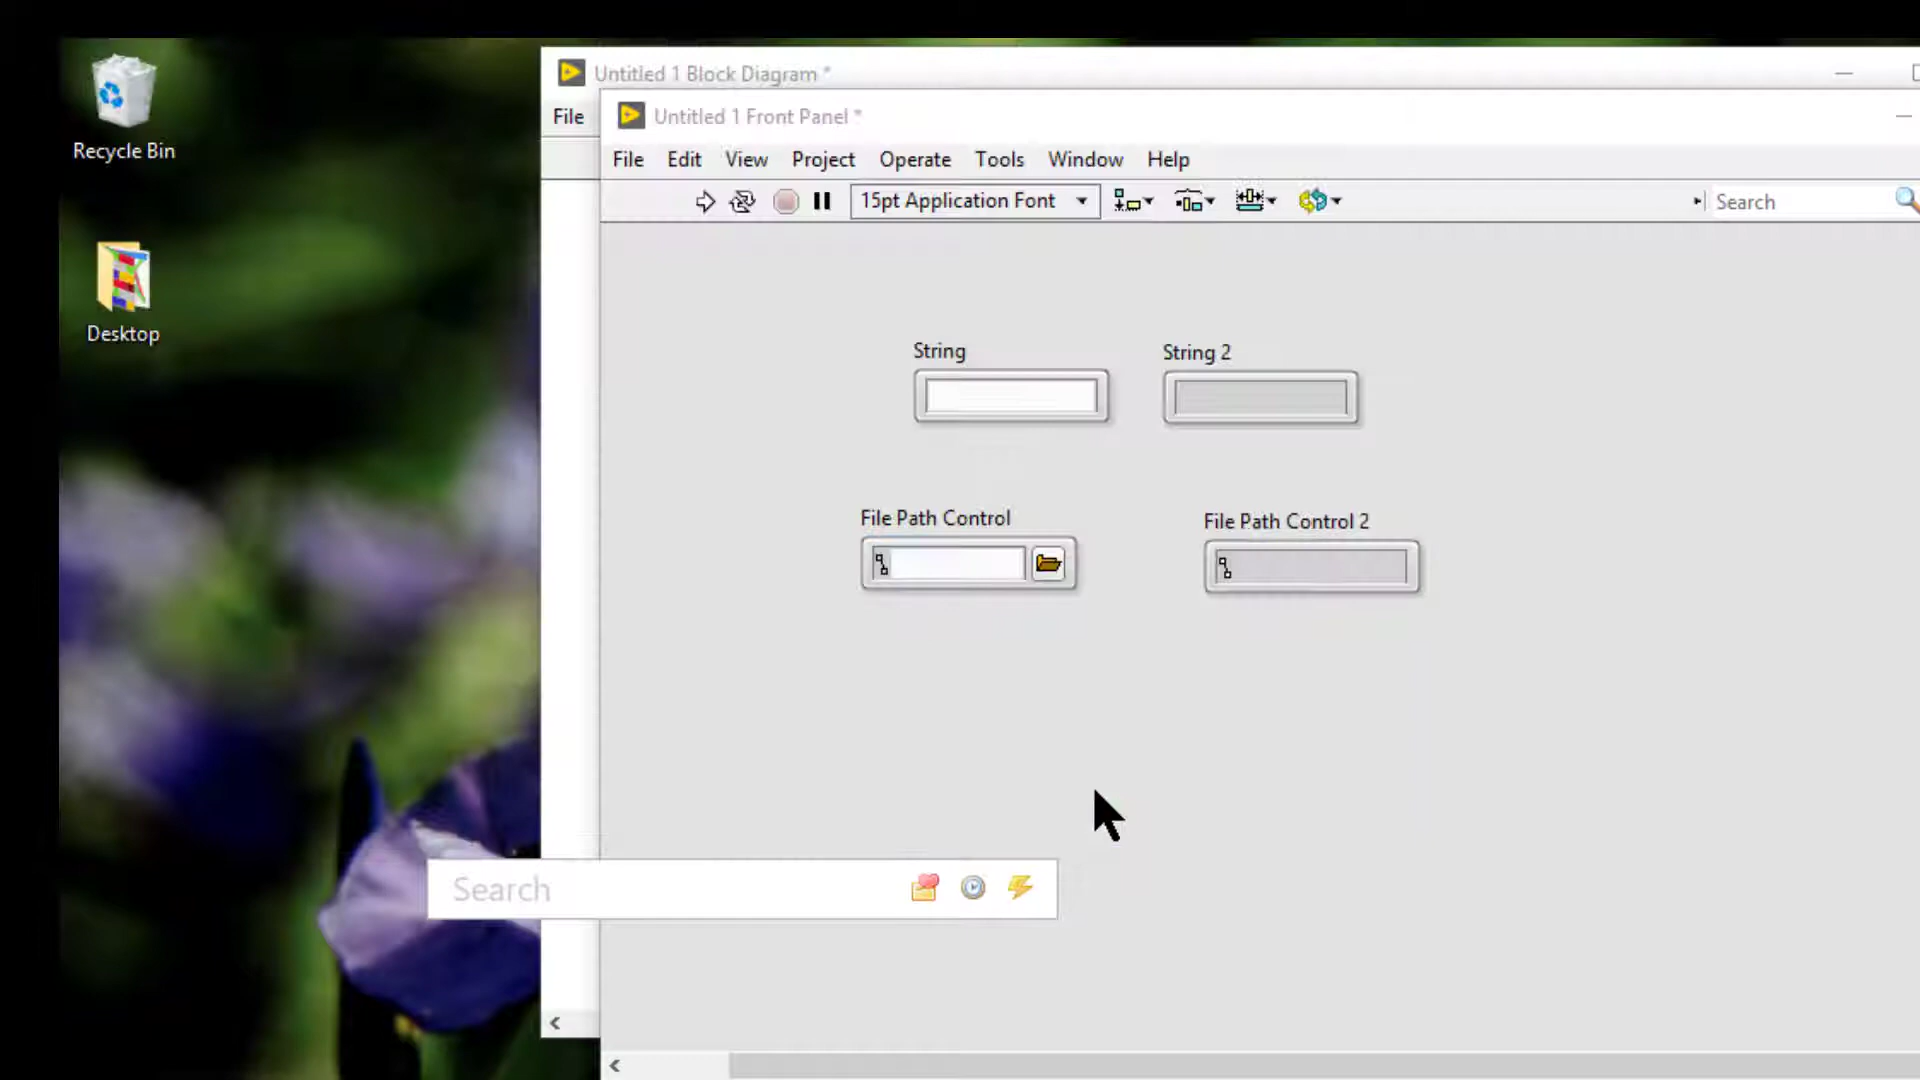 Recycle Bin
Desktop
Untitled 1 Block Diagram *
File
Untitled 1 Front Panel *
File Edit View Project Operate Tools Window Help
15pt Application Font
Search
String
String 2
File Path Control
File Path Control 2
Search